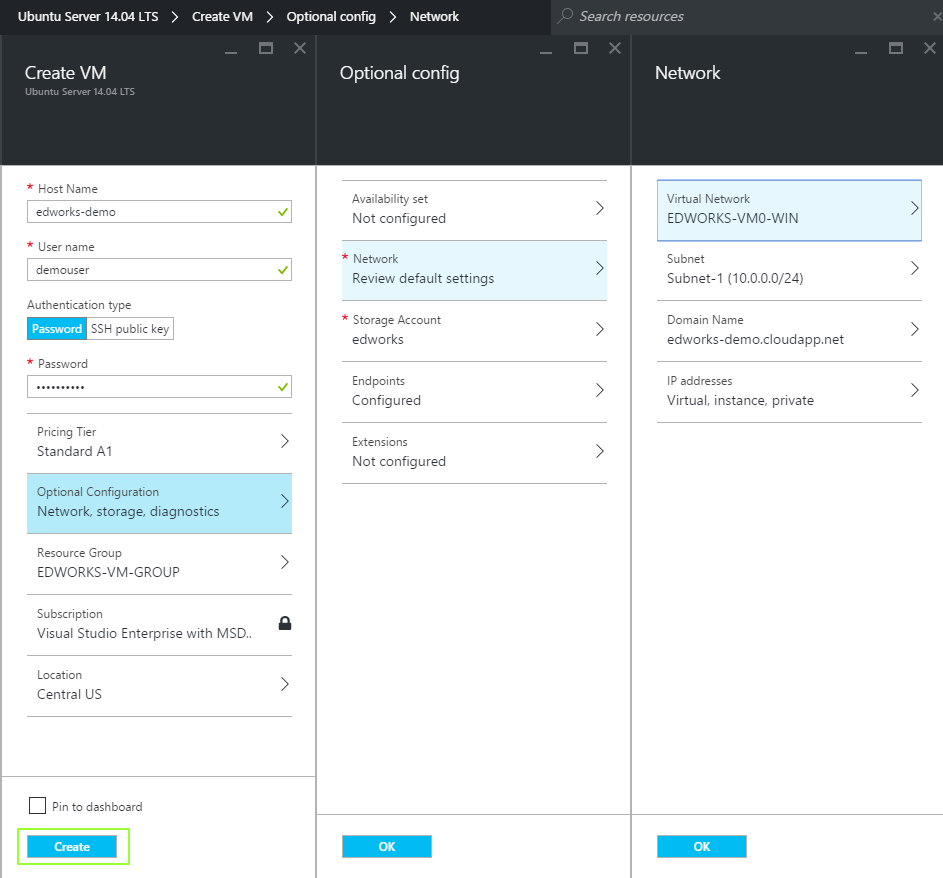 Ubuntu Server 14.04 LTS > Create VM > Optional config > Network
Search resources
Create VM
Ubuntu Server 14.04 LTS
* Host Name
edworks-demo
* User name
demouser
Authentication type
Password SSH public key
* Password
••••••••••
Pricing Tier
Standard A1
Optional Configuration
Network, storage, diagnostics
Resource Group
EDWORKS-VM-GROUP
Subscription
Visual Studio Enterprise with MSD..
Location
Central US
Pin to dashboard
Create
Optional config
Availability set
Not configured
* Network
Review default settings
* Storage Account
edworks
Endpoints
Configured
Extensions
Not configured
OK
Network
Virtual Network
EDWORKS-VM0-WIN
Subnet
Subnet-1 (10.0.0.0/24)
Domain Name
edworks-demo.cloudapp.net
IP addresses
Virtual, instance, private
OK